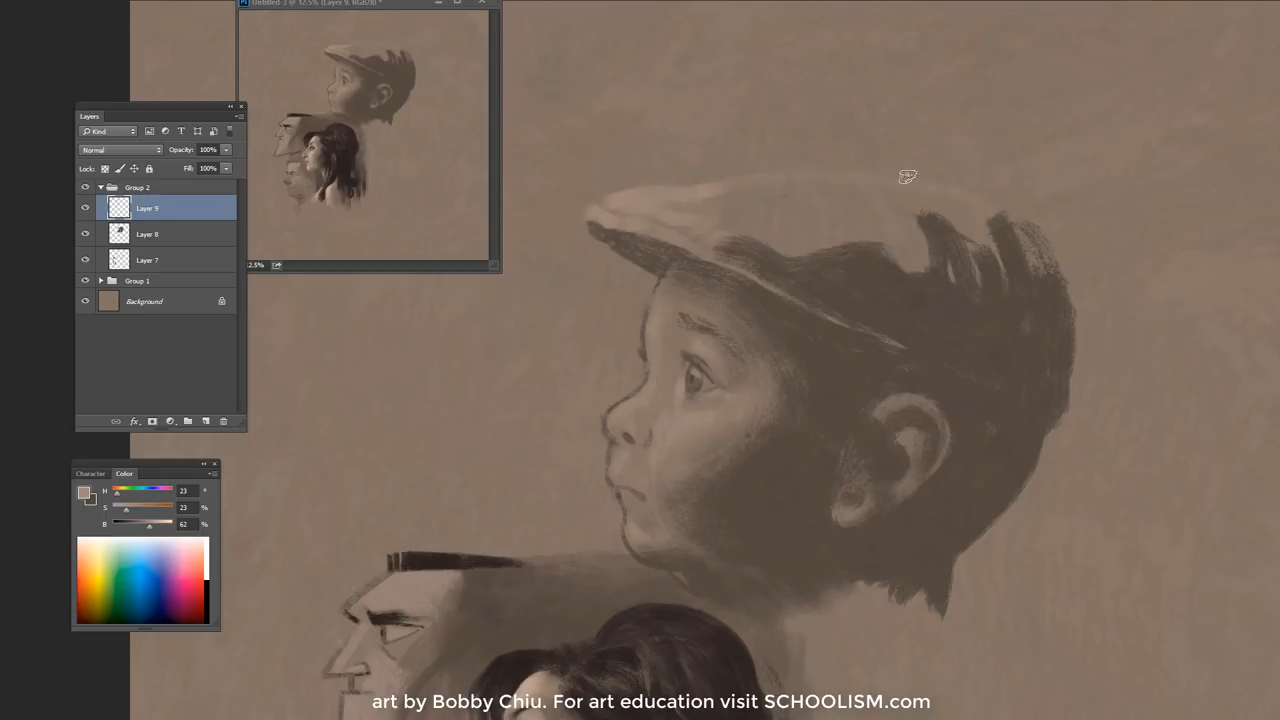 Untitled-3 @ 12.5% (Layer 9, RGB/8) *
Layers
Kind
Normal
Opacity: 100%
Lock:
Fill: 100%
Group 2
Layer 9
Layer 8
Layer 7
Group 1
Background
2.5%
Character
Color
H 23 °
S 23 %
B 62 %
art by Bobby Chiu. For art education visit SCHOOLISM.com